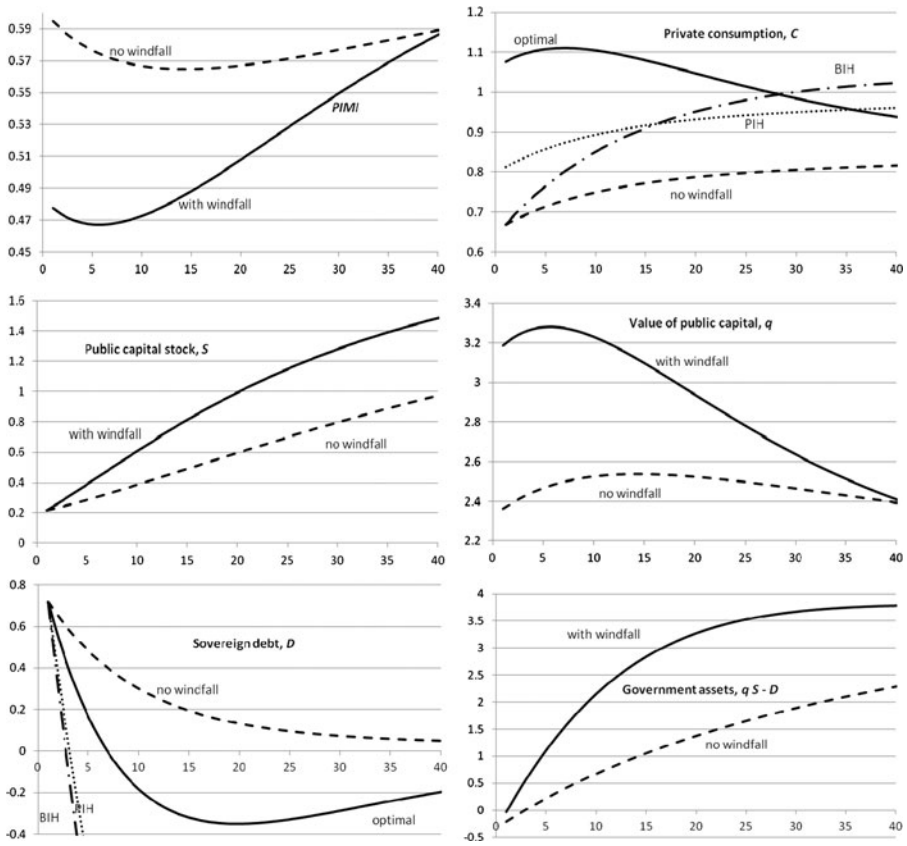 0.59
0.57
0.55
0.53
0.51
0.49
0.47
0.45
no windfall
PIMI
with windfall
0 5 10 15 20 25 30 35 40
1.2
1.1
1
0.9
0.8
0.7
0.6
Private consumption, C
optimal
BIH
PIH
no windfall
0 5 10 15 20 25 30 35 40
1.6
1.4
1.2
1
0.8
0.6
0.4
0.2
0
Public capital stock, S
with windfall
no windfall
0 5 10 15 20 25 30 35 40
3.4
3.2
3
2.8
2.6
2.4
2.2
Value of public capital, q
with windfall
no windfall
0 5 10 15 20 25 30 35 40
0.8
0.6
0.4
0.2
0
-0.2
-0.4
Sovereign debt, D
no windfall
0 5 10 15 20 25 30 35 40
BIH
PIH
optimal
4
3.5
3
2.5
2
1.5
1
0.5
0
-0.5
with windfall
Government assets, q S - D
no windfall
0 5 10 15 20 25 30 35 40